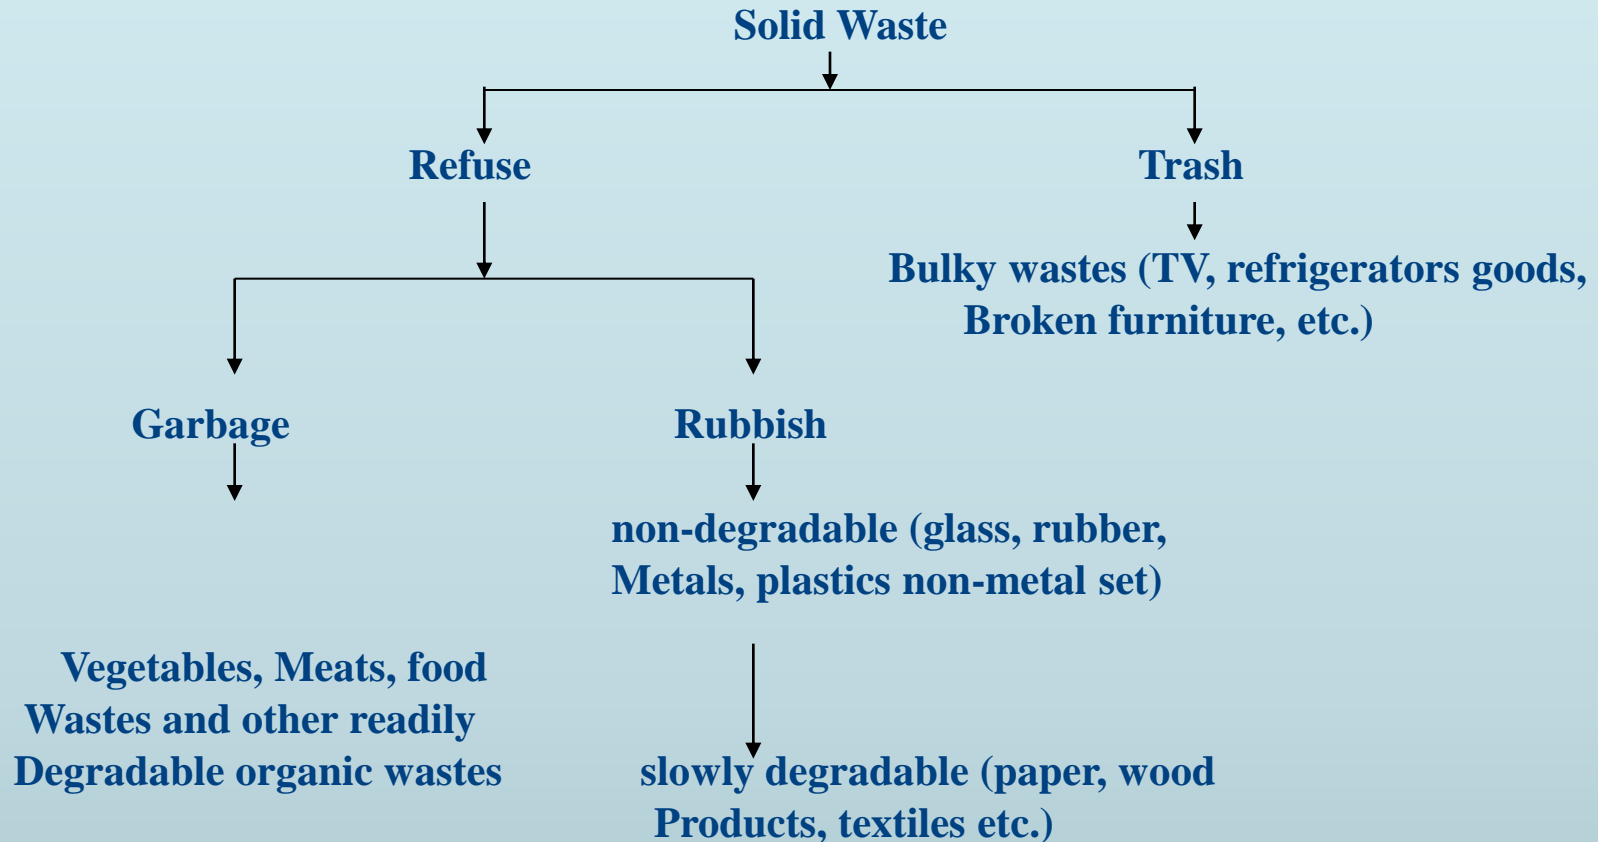 Solid Waste
Refuse
Trash
Bulky wastes (TV, refrigerators goods,
Broken furniture, etc.)
Garbage
Rubbish
non-degradable (glass, rubber,
Metals, plastics non-metal set)
Vegetables, Meats, food
Wastes and other readily
Degradable organic wastes
slowly degradable (paper, wood
Products, textiles etc.)